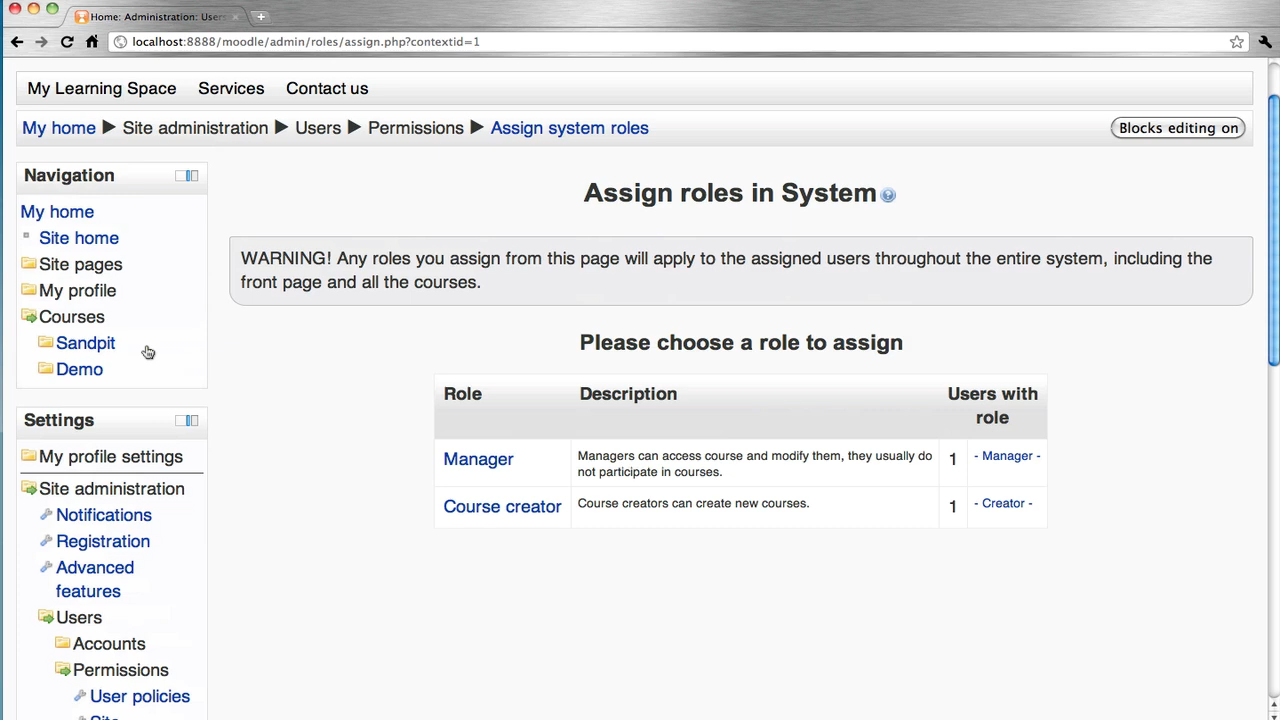 Home: Administration: Users
localhost:8888/moodle/admin/roles/assign.php?contextid=1
My Learning Space Services Contact us
My home ▶ Site administration ▶ Users ▶ Permissions ▶ Assign system roles
Blocks editing on
Navigation
My home
Site home
Site pages
My profile
Courses
Sandpit
Demo
Settings
My profile settings
Site administration
Notifications
Registration
Advanced
features
Users
Accounts
Permissions
User policies
Assign roles in System
WARNING! Any roles you assign from this page will apply to the assigned users throughout the entire system, including the
front page and all the courses.
Please choose a role to assign
Role Description Users with
role
Manager Managers can access course and modify them, they usually do
not participate in courses. 1 - Manager -
Course creator Course creators can create new courses. 1 - Creator -